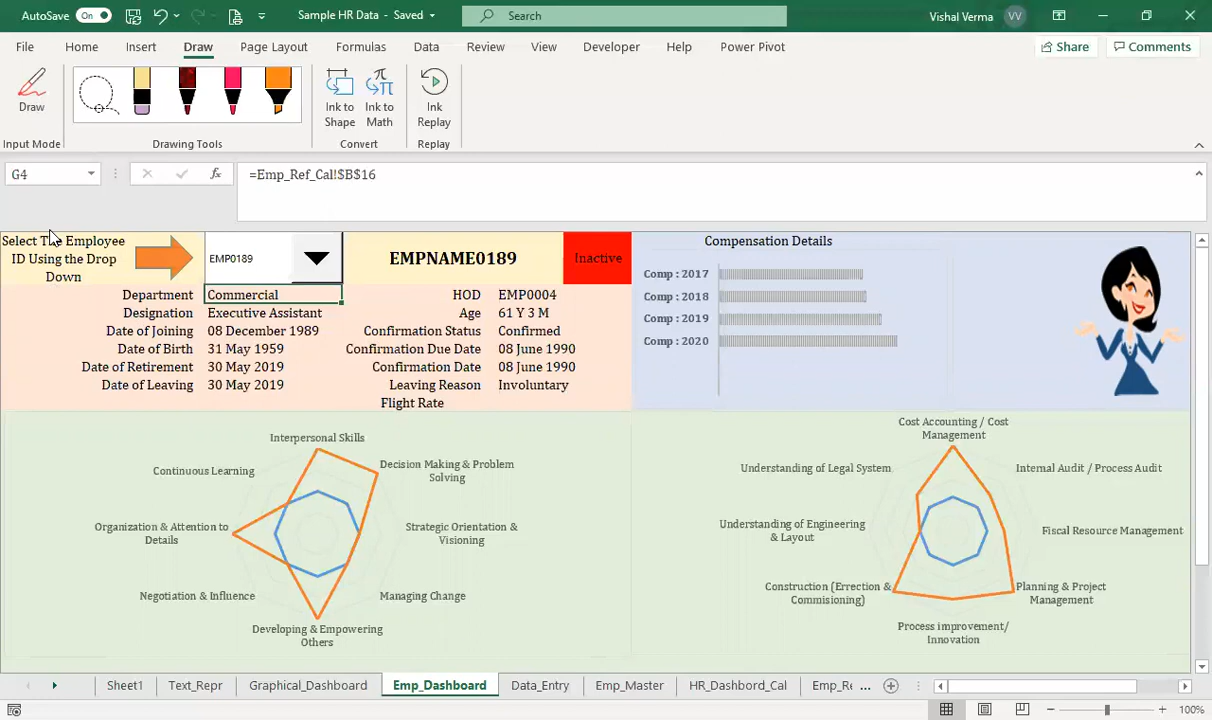 AutoSave On Sample HR Data - Saved Search Vishal Verma VV
File Home Insert Draw Page Layout Formulas Data Review View Developer Help Power Pivot Share Comments
Draw
Ink to Shape
Ink to Math
Ink Replay
Input Mode Drawing Tools Convert Replay
G4 fx =Emp_Ref_Cal!$B$16
Select The Employee
ID Using the Drop
Down
EMP0189
EMPNAME0189
Inactive
Department Commercial HOD EMP0004
Designation Executive Assistant Age 61 Y 3 M
Date of Joining 08 December 1989 Confirmation Status Confirmed
Date of Birth 31 May 1959 Confirmation Due Date 08 June 1990
Date of Retirement 30 May 2019 Confirmation Date 08 June 1990
Date of Leaving 30 May 2019 Leaving Reason Involuntary
Flight Rate
Compensation Details
Comp : 2017
Comp : 2018
Comp : 2019
Comp : 2020
Interpersonal Skills
Decision Making & Problem
Solving
Strategic Orientation &
Visioning
Managing Change
Developing & Empowering
Others
Negotiation & Influence
Organization & Attention to
Details
Continuous Learning
Cost Accounting / Cost
Management
Internal Audit / Process Audit
Fiscal Resource Management
Planning & Project
Management
Process improvement/
Innovation
Construction (Errection &
Commisioning)
Understanding of Engineering
& Layout
Understanding of Legal System
Sheet1 Text_Repr Graphical_Dashboard Emp_Dashboard Data_Entry Emp_Master HR_Dashbord_Cal Emp_Re ...
100%